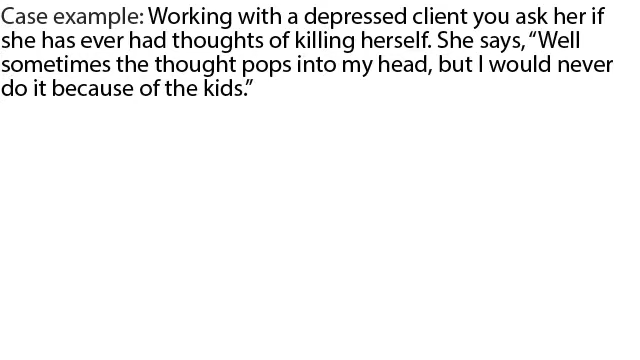 Case example: Working with a depressed client you ask her if
she has ever had thoughts of killing herself. She says, “Well
sometimes the thought pops into my head, but I would never
do it because of the kids.”